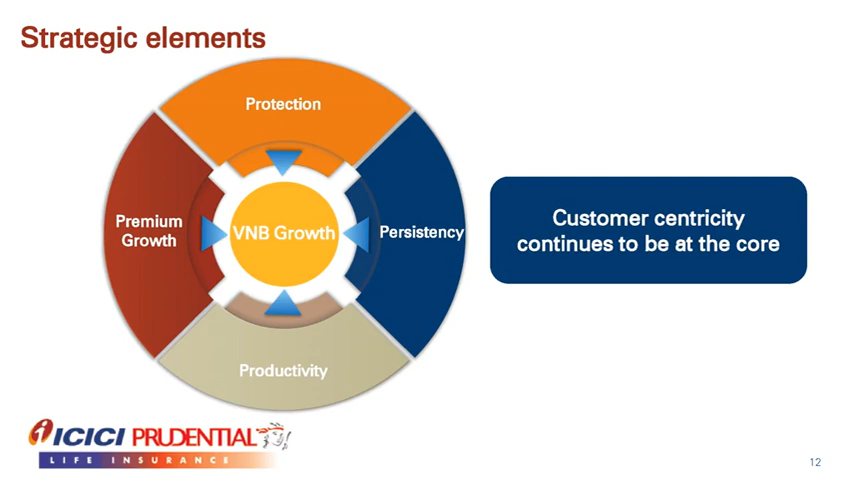 Strategic elements
Protection
Premium
Growth
VNB Growth
Persistency
Productivity
Customer centricity
continues to be at the core
ICICI PRUDENTIAL
LIFE INSURANCE
12